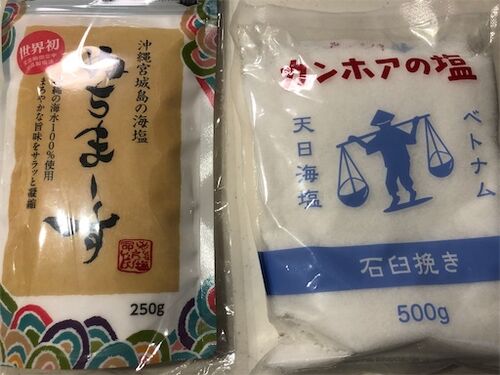 世界初
沖縄宮城島の海塩
ぬちまーす
沖縄の海水100%使用
まろやかな旨味をサラッと凝縮
250g
カンホアの塩
ベトナム
天日海塩
石臼挽き
500g